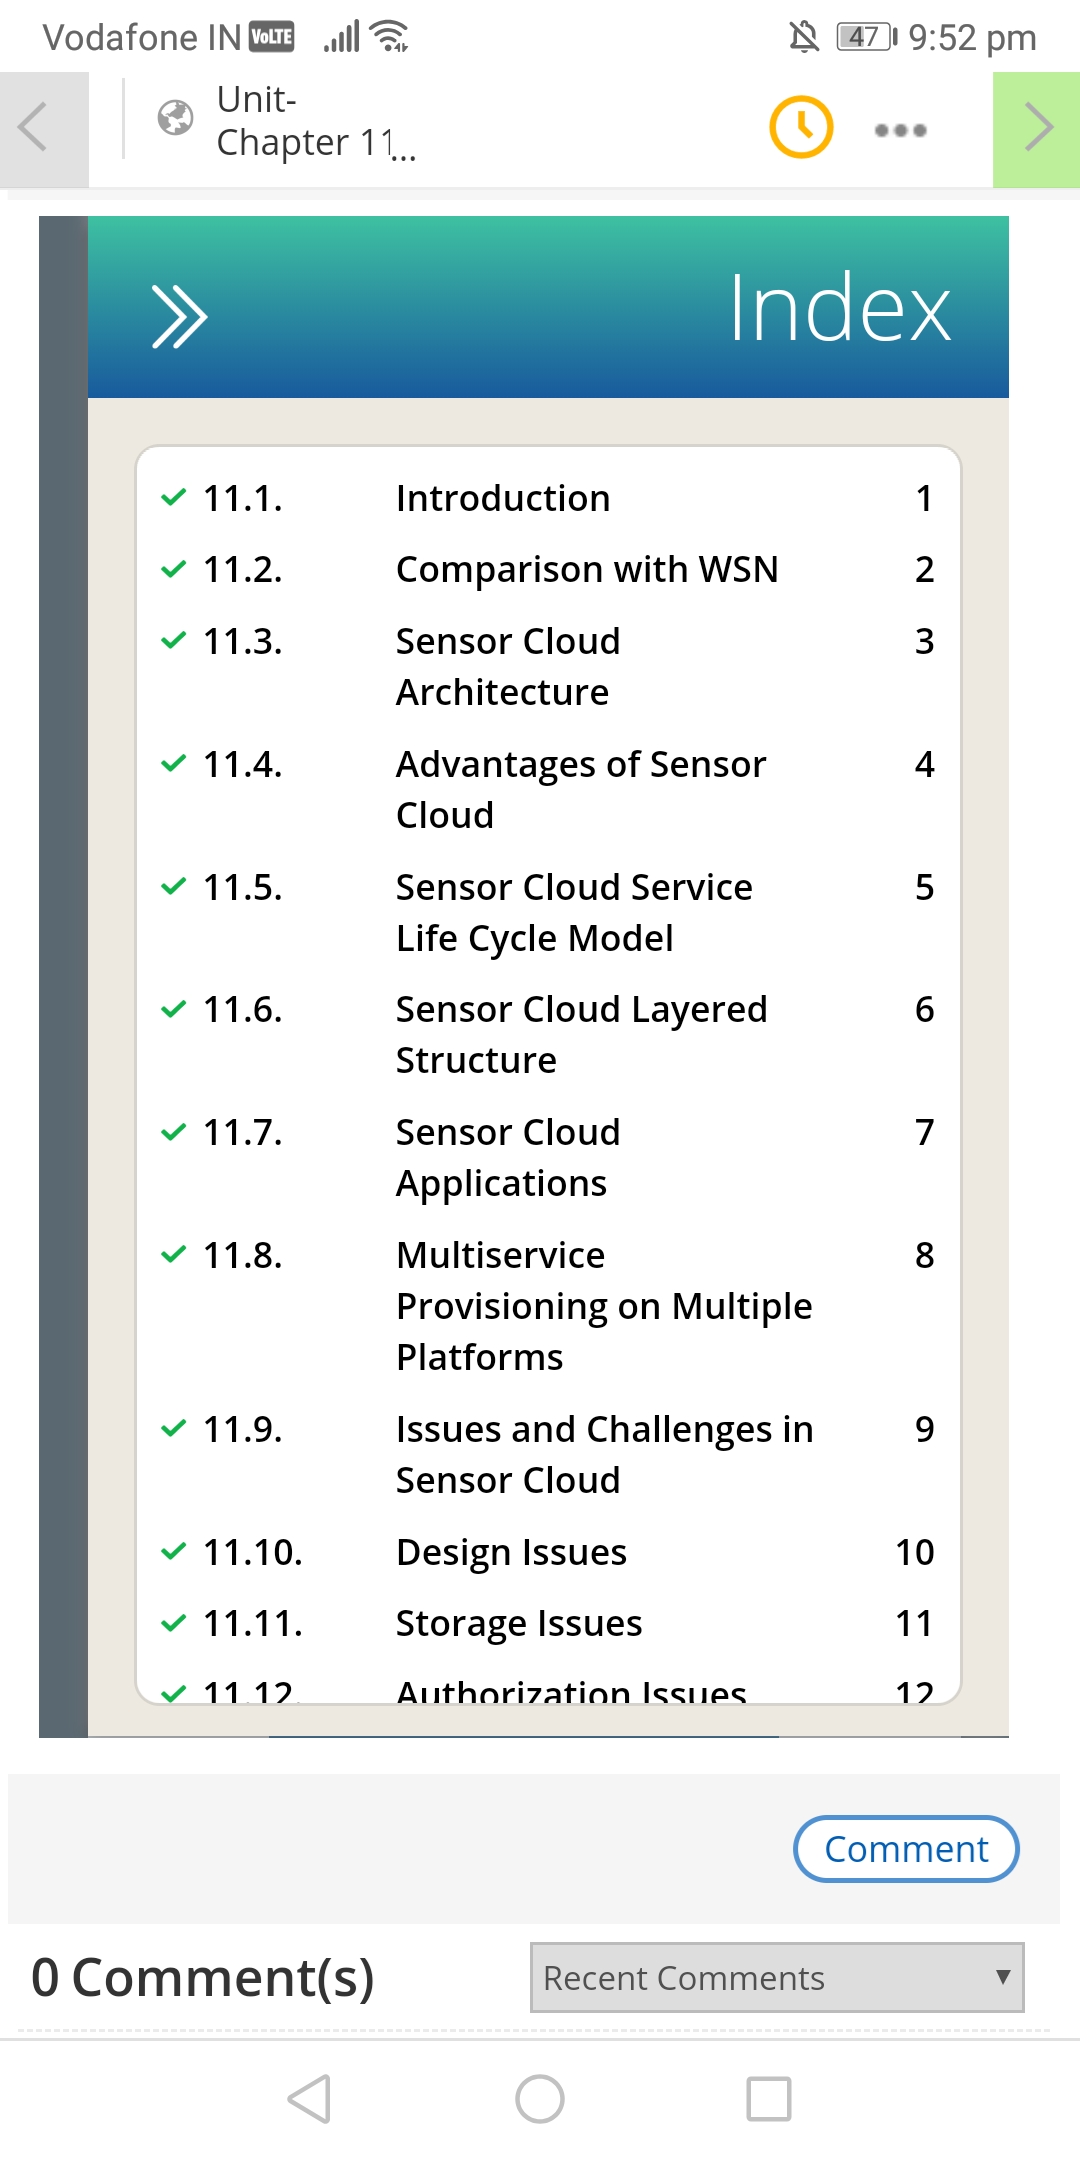 Vodafone IN VoLTE 47 9:52 pm
Unit-
Chapter 11...
Index
11.1. Introduction 1
11.2. Comparison with WSN 2
11.3. Sensor Cloud 3
Architecture
11.4. Advantages of Sensor 4
Cloud
11.5. Sensor Cloud Service 5
Life Cycle Model
11.6. Sensor Cloud Layered 6
Structure
11.7. Sensor Cloud 7
Applications
11.8. Multiservice 8
Provisioning on Multiple
Platforms
11.9. Issues and Challenges in 9
Sensor Cloud
11.10. Design Issues 10
11.11. Storage Issues 11
11.12. Authorization Issues 12
Comment
0 Comment(s) Recent Comments